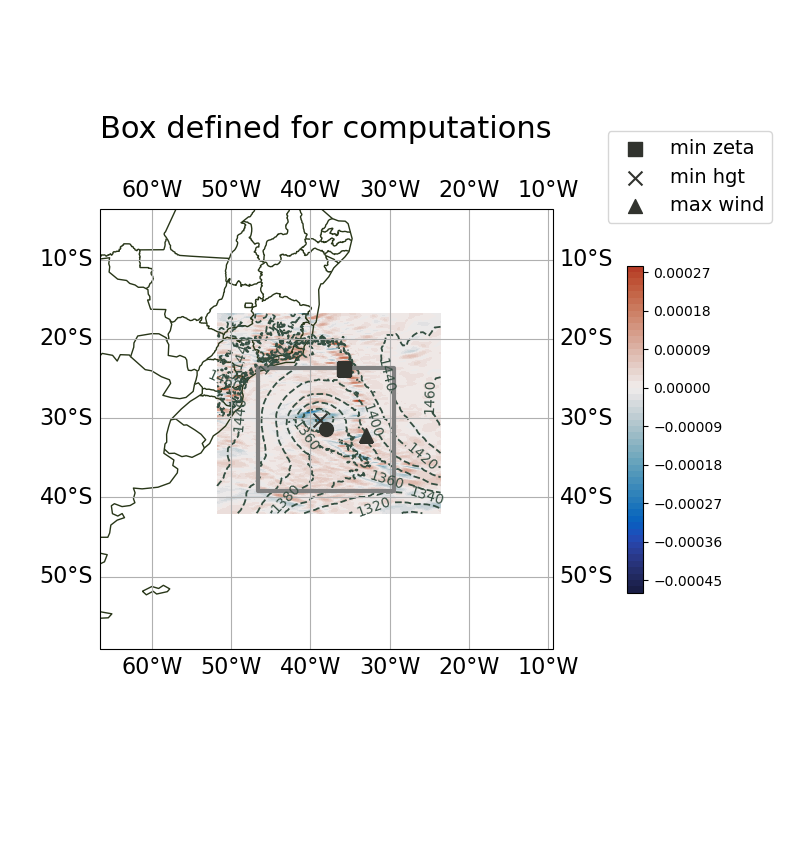 Box defined for computations
min zeta
min hgt
max wind
60°W 50°W 40°W 30°W 20°W 10°W
10°S 10°S
20°S 20°S
30°S 30°S
40°S 40°S
50°S 50°S
60°W 50°W 40°W 30°W 20°W 10°W
0.00027
0.00018
0.00009
0.00000
−0.00009
−0.00018
−0.00027
−0.00036
−0.00045
1440
1460
1440
1400
1360
1420
1360
1340
1380
1320